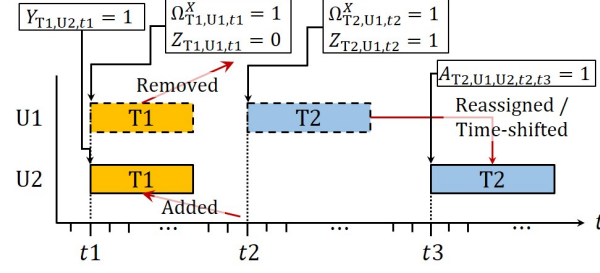 Y_{T1,U2,t1} = 1
Ω^X_{T1,U1,t1} = 1
Z_{T1,U1,t1} = 0
Ω^X_{T2,U1,t2} = 1
Z_{T2,U1,t2} = 1
A_{T2,U1,U2,t2,t3} = 1
Removed
Reassigned /
Time-shifted
U1
T1
T2
U2
T1
T2
Added
t
...
...
...
t1
t2
t3